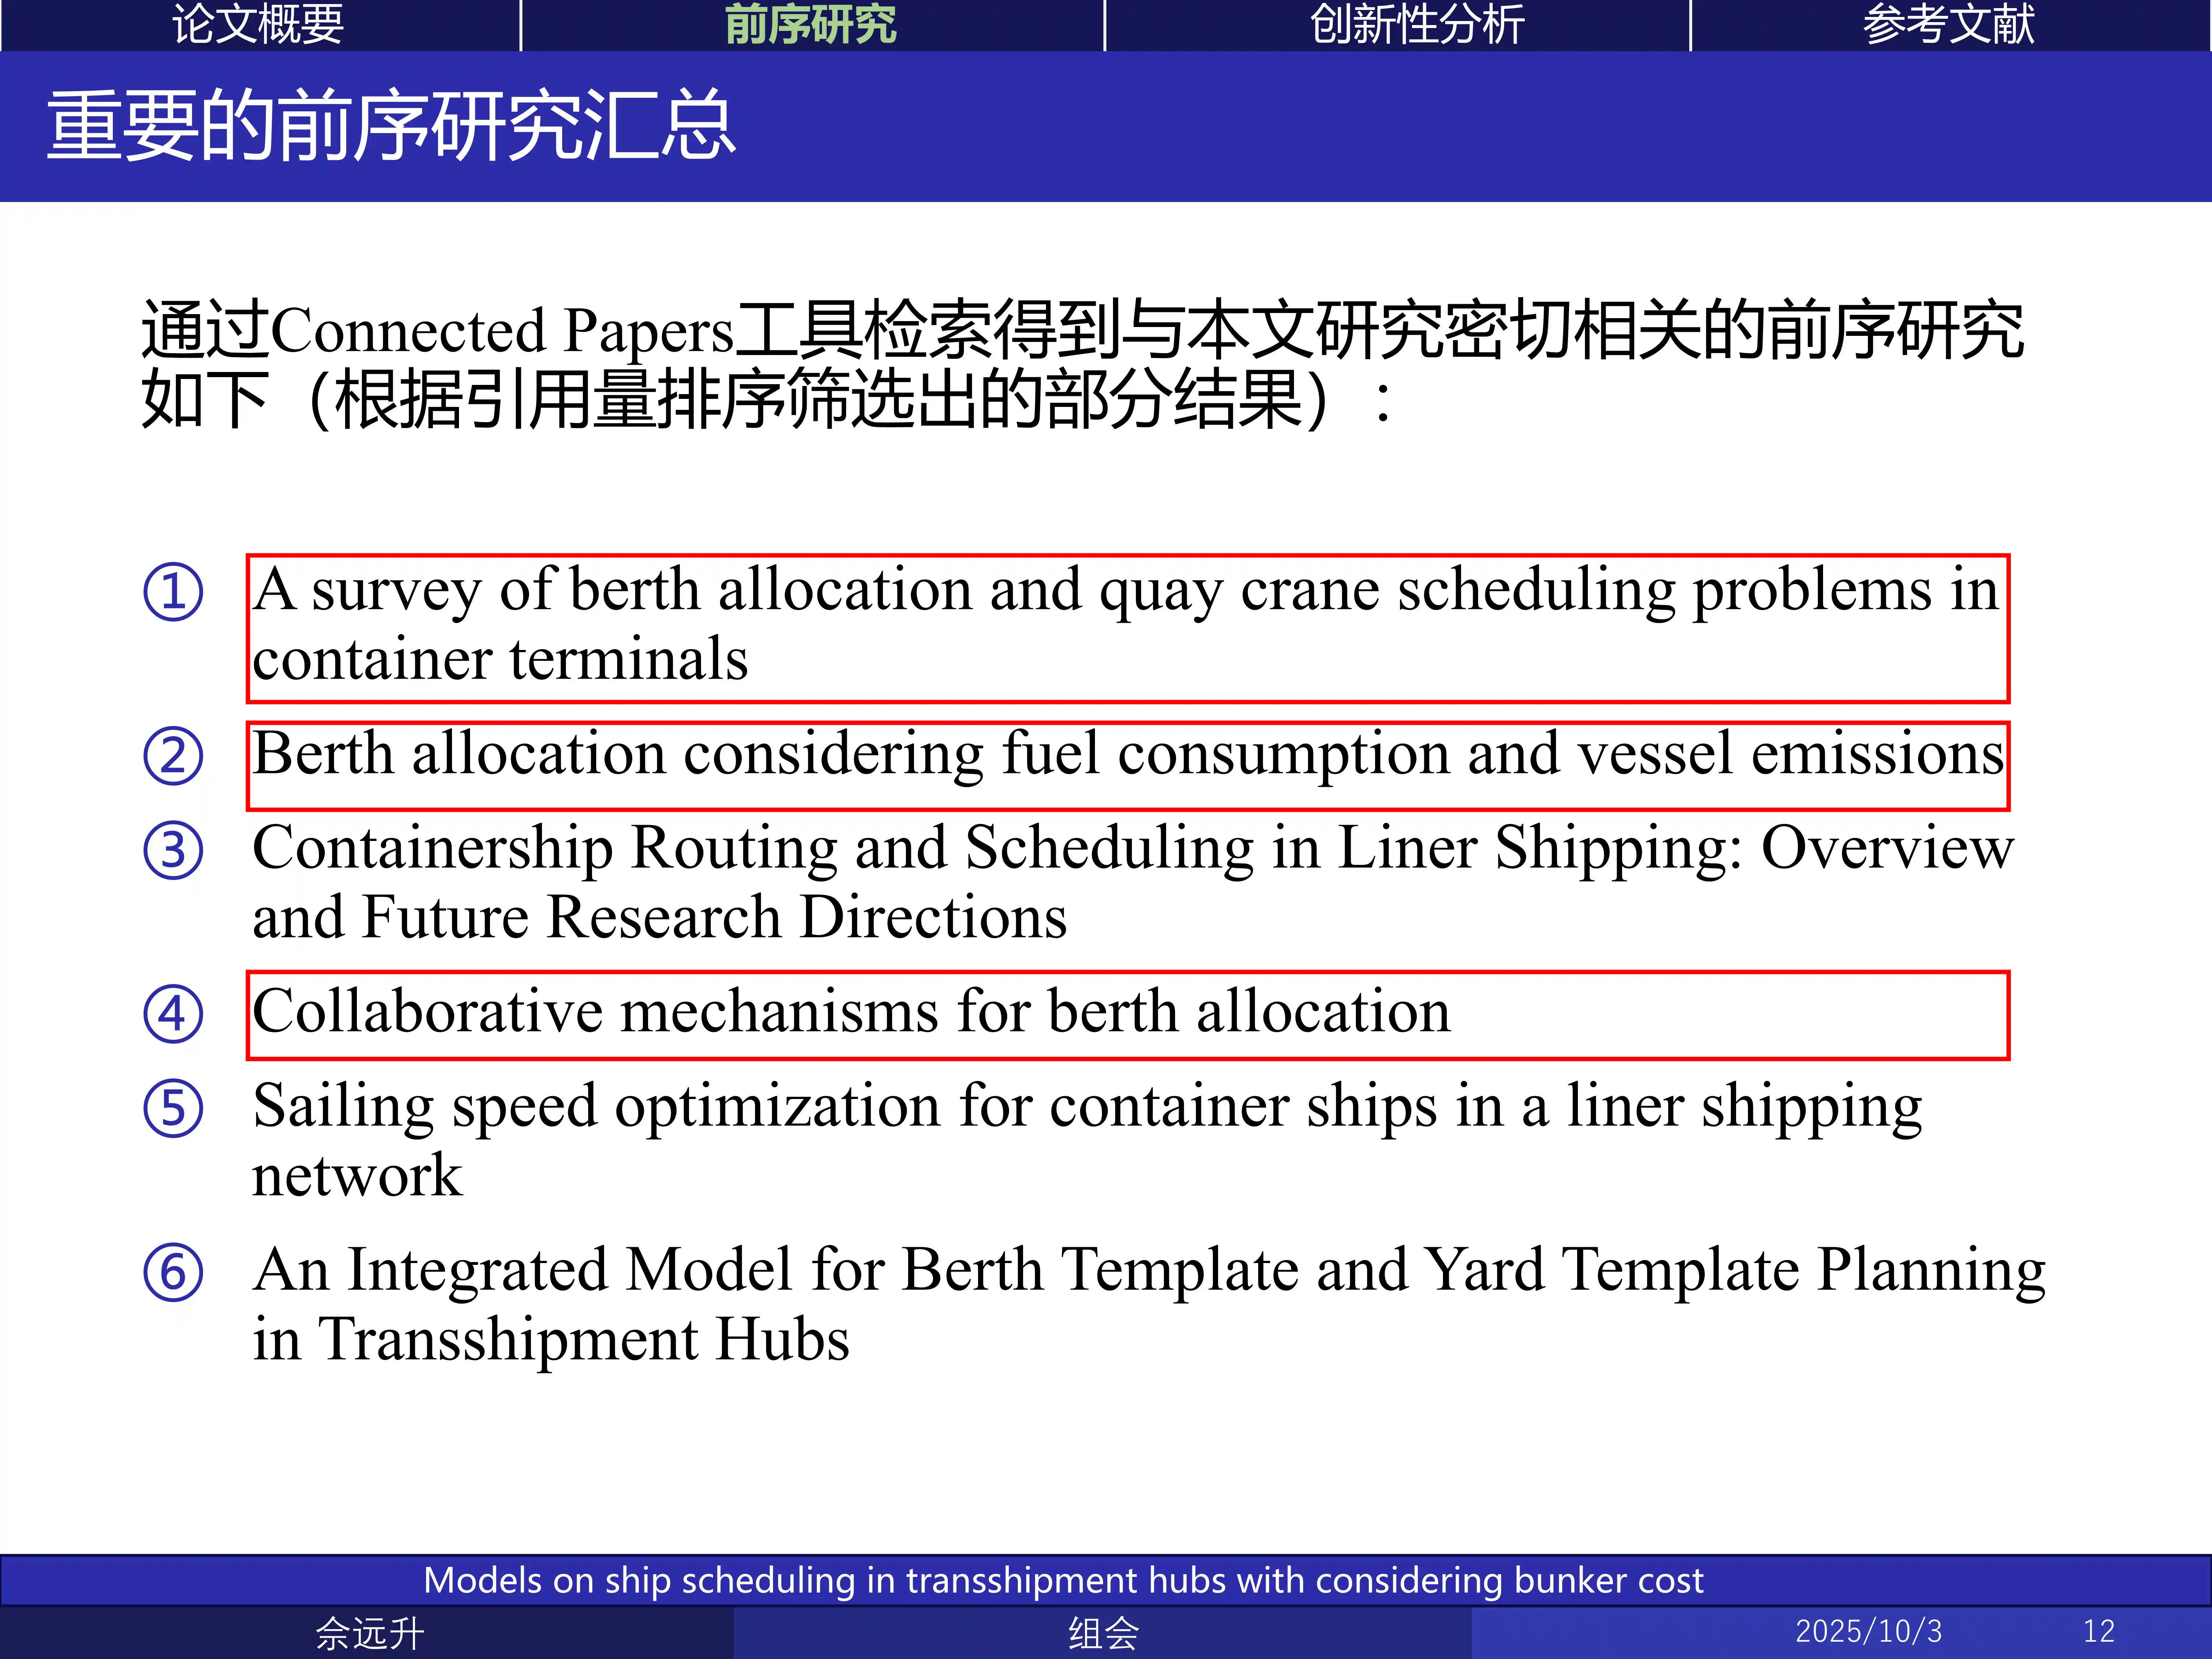 论文概要
前序研究
创新性分析
参考文献
重要的前序研究汇总
通过Connected Papers工具检索得到与本文研究密切相关的前序研究
如下（根据引用量排序筛选出的部分结果）：
① A survey of berth allocation and quay crane scheduling problems in
container terminals
② Berth allocation considering fuel consumption and vessel emissions
③ Containership Routing and Scheduling in Liner Shipping: Overview
and Future Research Directions
④ Collaborative mechanisms for berth allocation
⑤ Sailing speed optimization for container ships in a liner shipping
network
⑥ An Integrated Model for Berth Template and Yard Template Planning
in Transshipment Hubs
Models on ship scheduling in transshipment hubs with considering bunker cost
佘远升
组会
2025/10/3
12